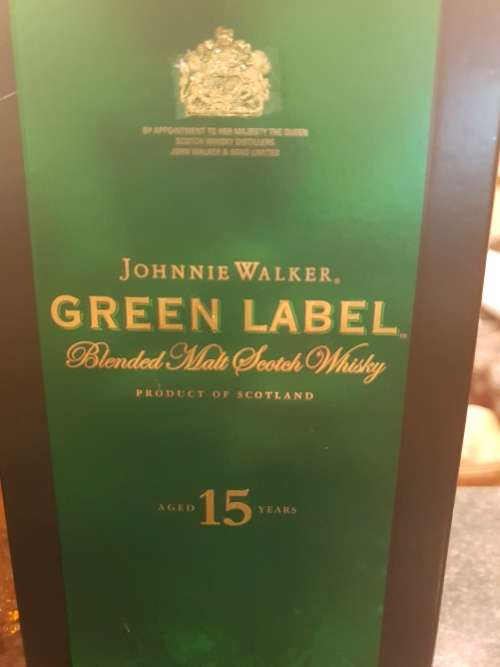 BY APPOINTMENT TO HER MAJESTY THE QUEEN
SCOTCH WHISKY DISTILLERS
JOHN WALKER & SONS LIMITED
JOHNNIE WALKER®
GREEN LABEL™
Blended Malt Scotch Whisky
PRODUCT OF SCOTLAND
AGED 15 YEARS